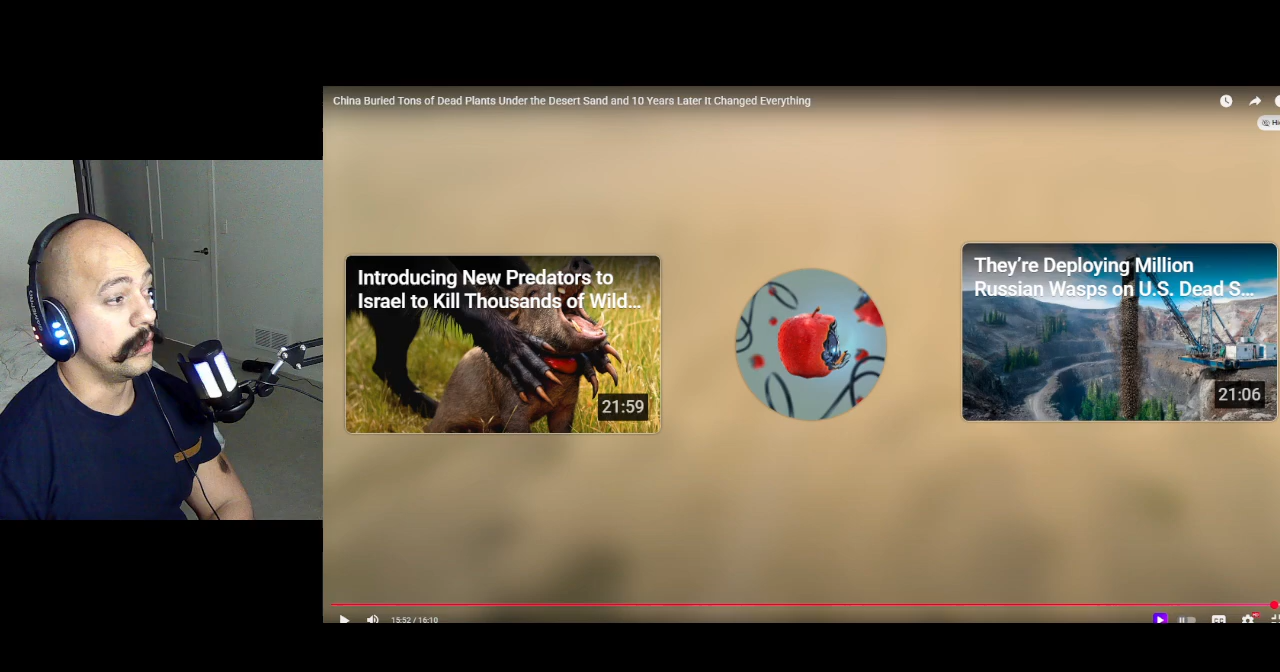 China Buried Tons of Dead Plants Under the Desert Sand and 10 Years Later It Changed Everything
Introducing New Predators to
Israel to Kill Thousands of Wild...
21:59
They're Deploying Million
Russian Wasps on U.S. Dead S...
21:06
15:52 / 16:10